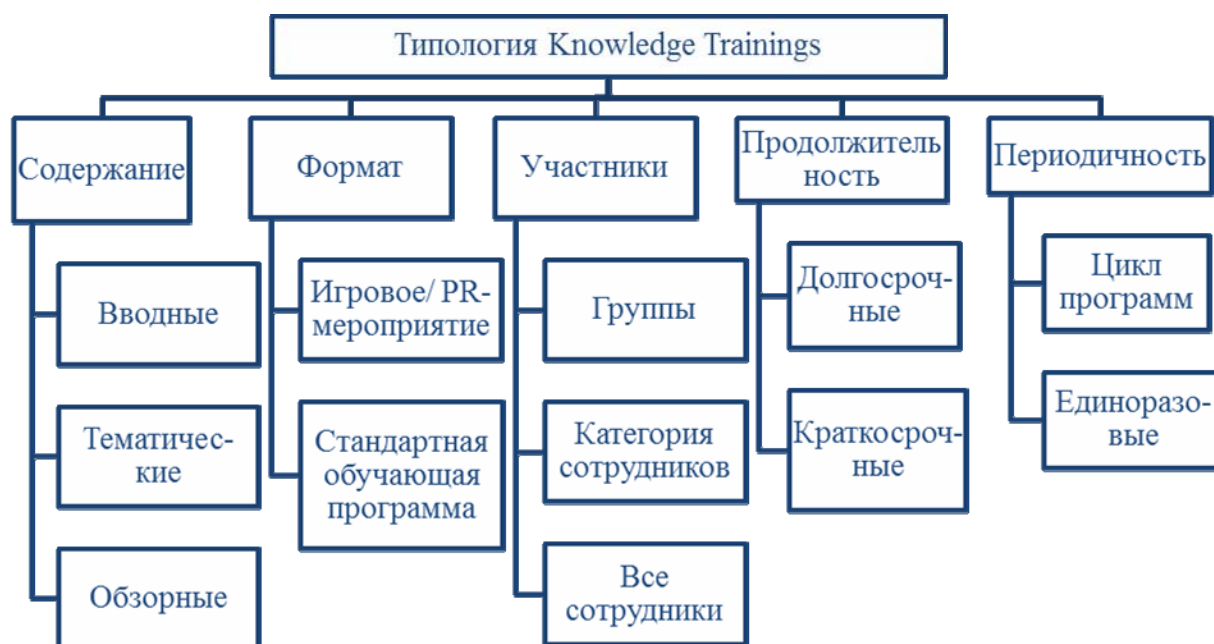 Типология Knowledge Trainings
Содержание
Вводные
Тематичес-
кие
Обзорные
Формат
Игровое/ PR-
мероприятие
Стандартная
обучающая
программа
Участники
Группы
Категория
сотрудников
Все
сотрудники
Продолжитель
ность
Долгосроч-
ные
Краткосроч-
ные
Периодичность
Цикл
программ
Единоразо-
вые